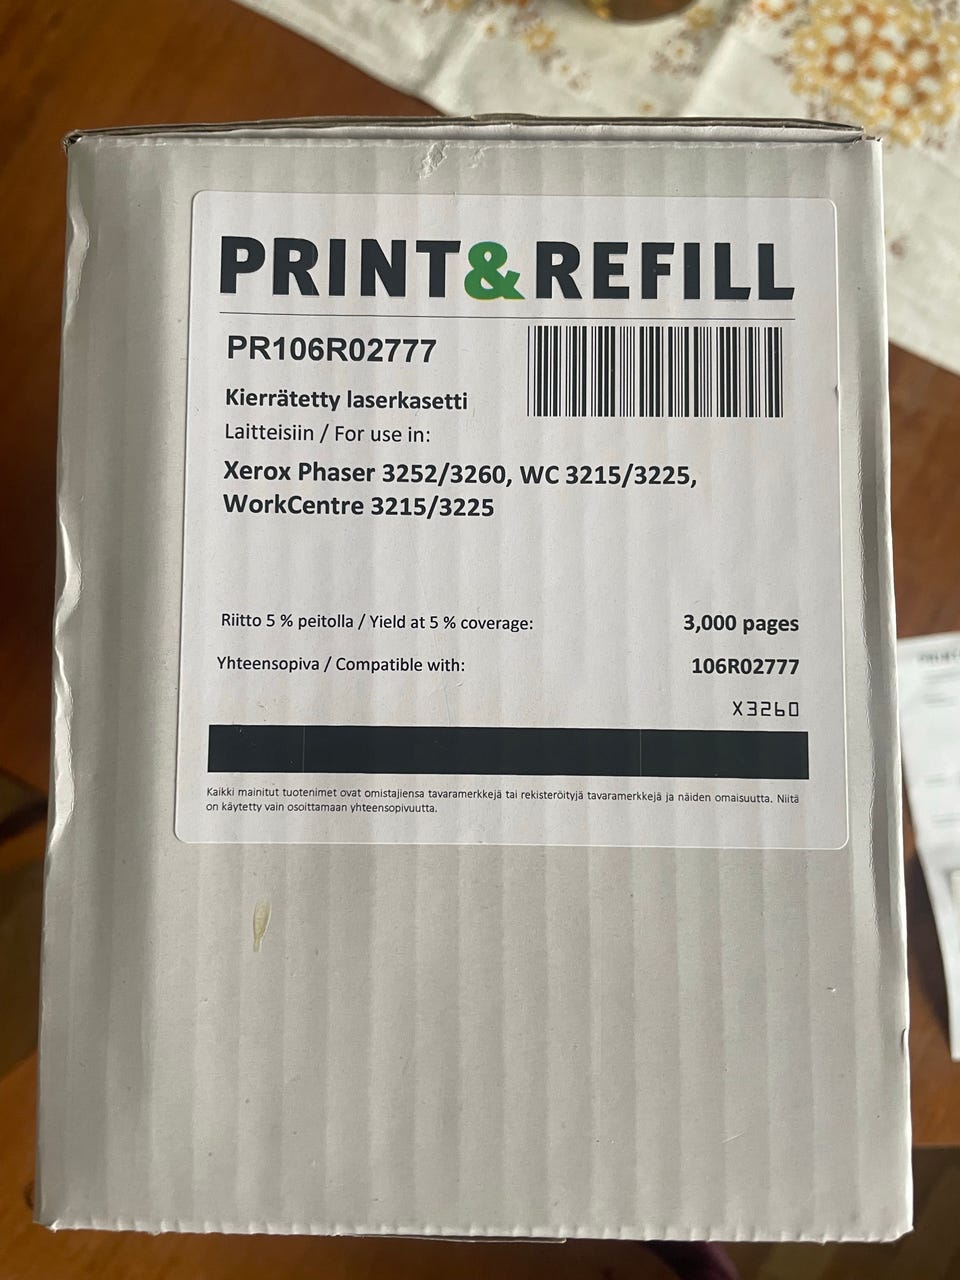 PRINT&REFILL
PR106R02777
Kierrätetty laserkasetti
Laitteisiin / For use in:
Xerox Phaser 3252/3260, WC 3215/3225,
WorkCentre 3215/3225
Riitto 5 % peitolla / Yield at 5 % coverage: 3,000 pages
Yhteensopiva / Compatible with: 106R02777
X3260
Kaikki mainitut tuotenimet ovat omistajiensa tavaramerkkejä tai rekisteröityjä tavaramerkkejä ja näiden omaisuutta. Niitä
on käytetty vain osoittamaan yhteensopivuutta.